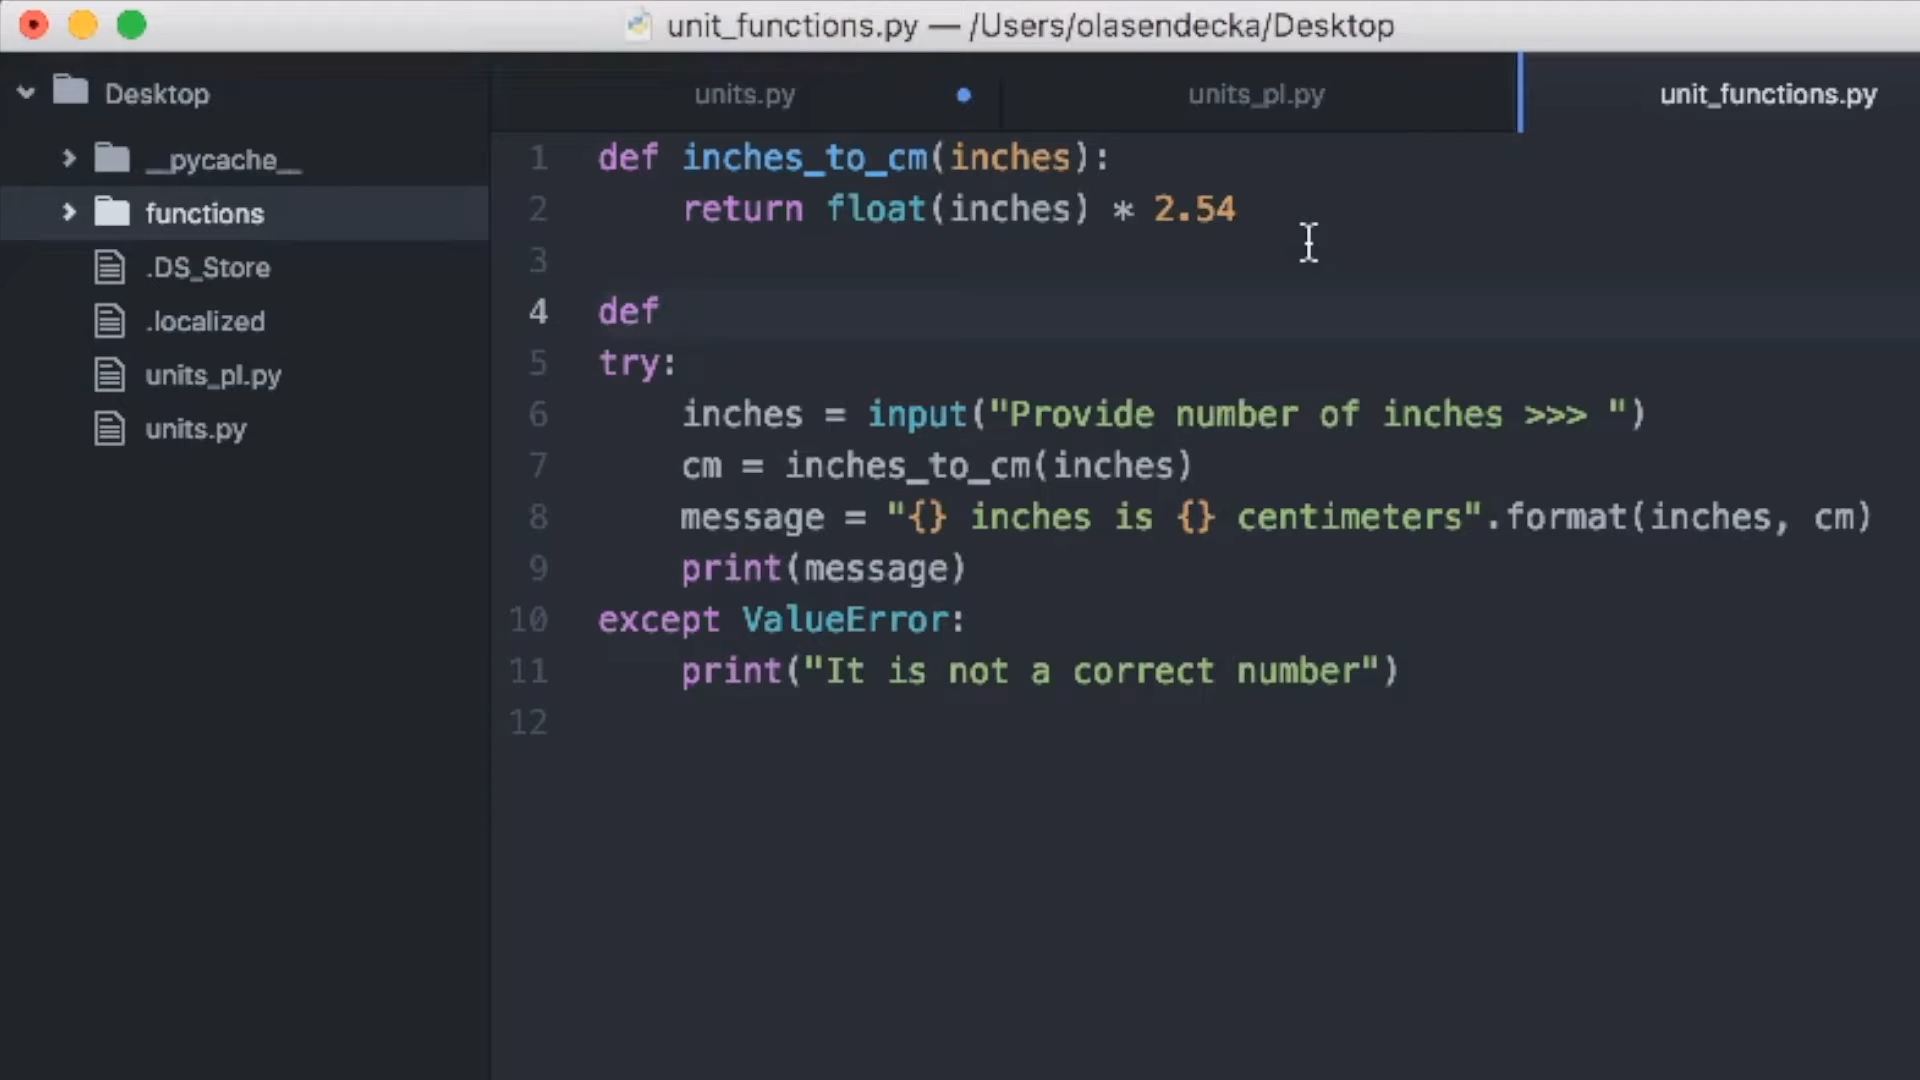 unit_functions.py — /Users/olasendecka/Desktop
Desktop
__pycache__
functions
.DS_Store
.localized
units_pl.py
units.py
units.py
units_pl.py
unit_functions.py
1 def inches_to_cm(inches):
2     return float(inches) * 2.54
3
4 def
5 try:
6     inches = input("Provide number of inches >>> ")
7     cm = inches_to_cm(inches)
8     message = "{} inches is {} centimeters".format(inches, cm)
9     print(message)
10 except ValueError:
11     print("It is not a correct number")
12